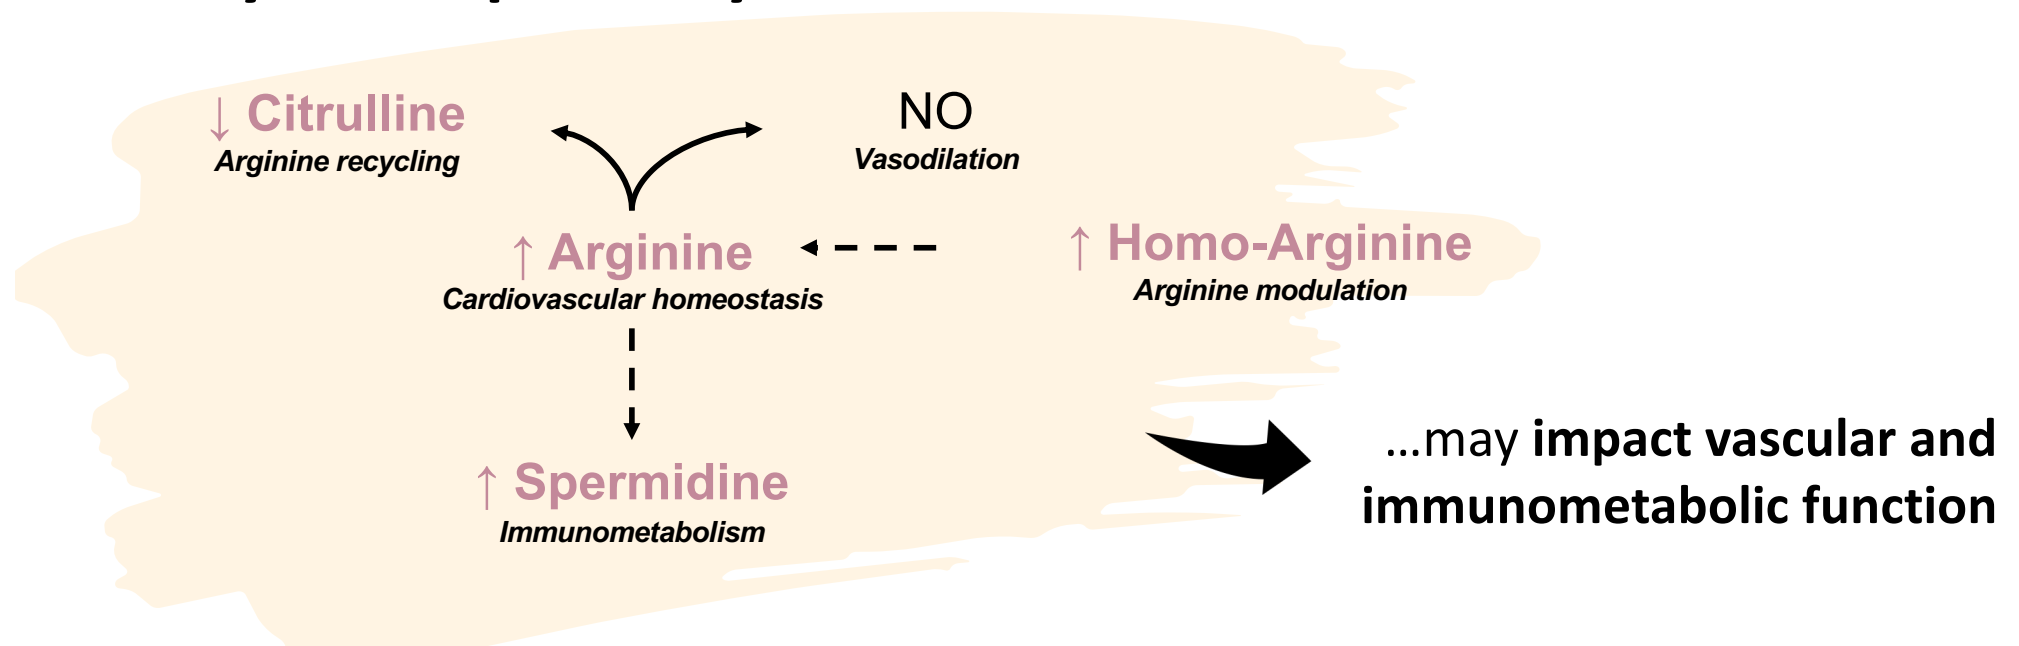 ↓ Citrulline
Arginine recycling
NO
Vasodilation
↑ Arginine
Cardiovascular homeostasis
↑ Homo-Arginine
Arginine modulation
↑ Spermidine
Immunometabolism
...may impact vascular and
immunometabolic function